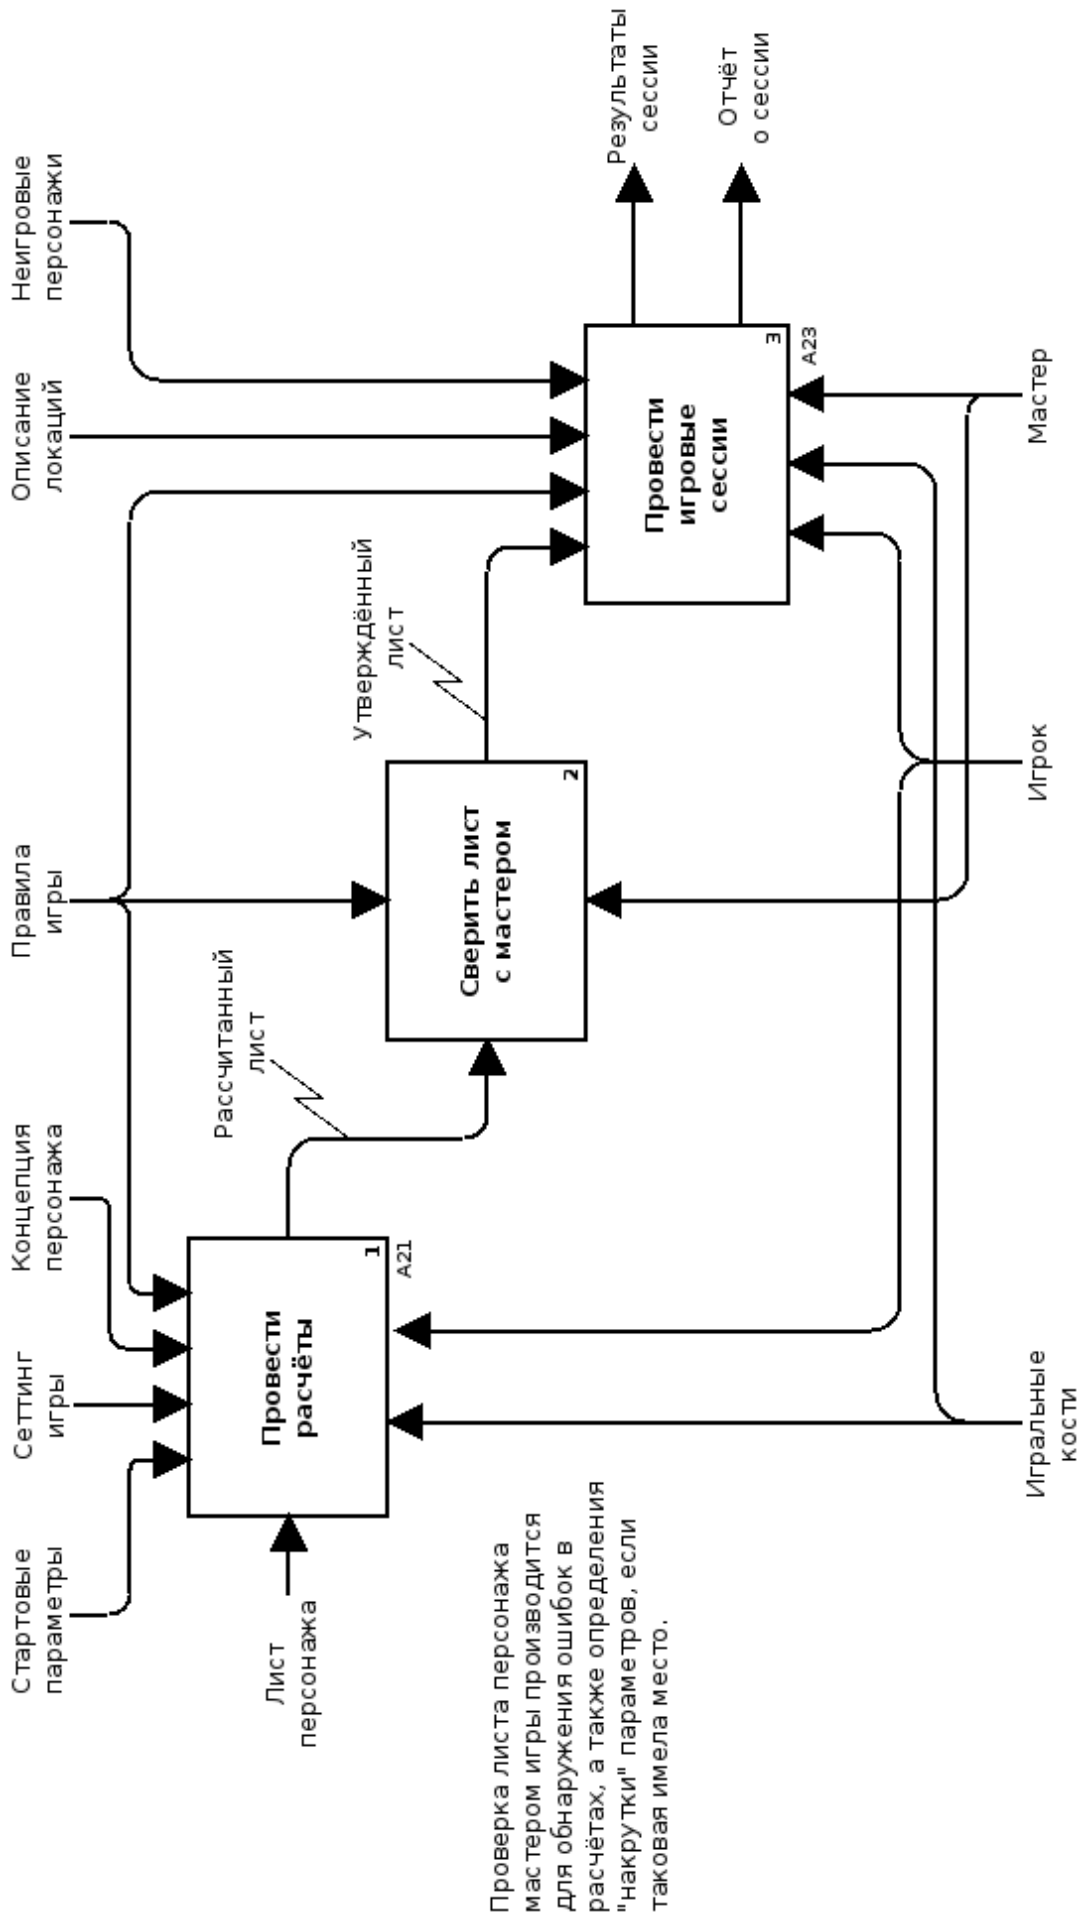 Стартовые
параметры
Сеттинг
игры
Концепция
персонажа
Правила
игры
Описание
локаций
Неигровые
персонажи
Лист
персонажа
Провести
расчёты
1
A21
Рассчитанный
лист
Сверить лист
с мастером
2
Утверждённый
лист
Провести
игровые
сессии
3
A23
Результаты
сессии
Отчёт
о сессии
Проверка листа персонажа
мастером игры производится
для обнаружения ошибок в
расчётах, а также определения
"накрутки" параметров, если
таковая имела место.
Игральные
кости
Игрок
Мастер